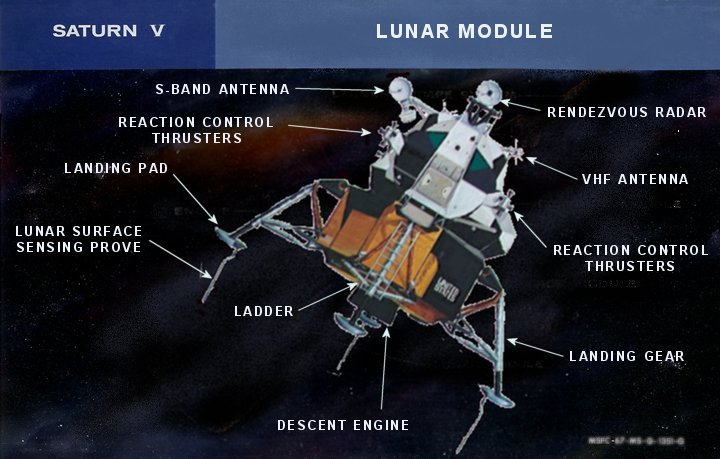 SATURN V
LUNAR MODULE
S-BAND ANTENNA
RENDEZVOUS RADAR
REACTION CONTROL
THRUSTERS
LANDING PAD
VHF ANTENNA
LUNAR SURFACE
SENSING PROVE
REACTION CONTROL
THRUSTERS
LADDER
LANDING GEAR
DESCENT ENGINE
MSFC-67-MS-G-1351-G